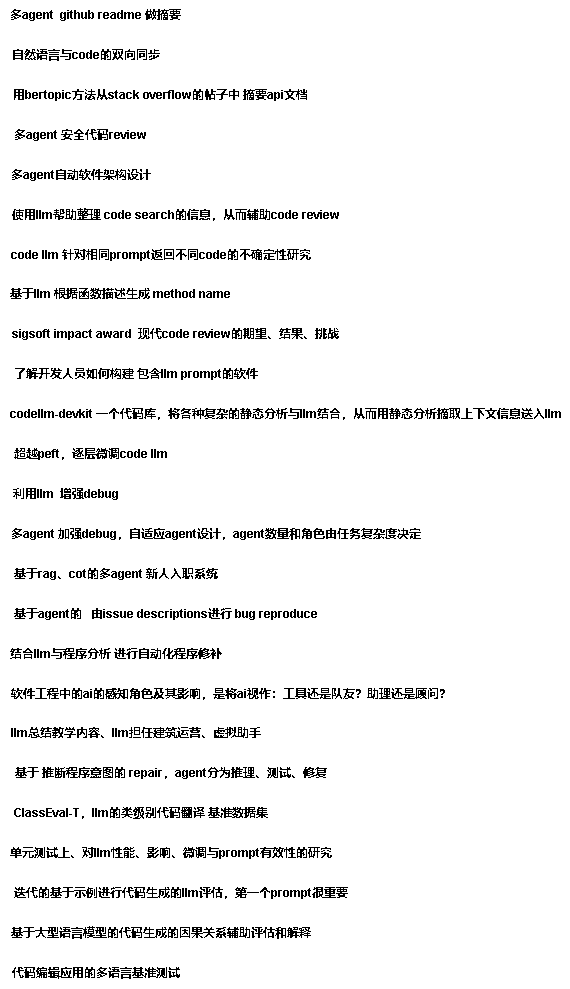 多agent github readme 做摘要
自然语言与code的双向同步
用bertopic方法从stack overflow的帖子中 摘要api文档
多agent 安全代码review
多agent自动软件架构设计
使用llm帮助整理 code search的信息，从而辅助code review
code llm 针对相同prompt返回不同code的不确定性研究
基于llm 根据函数描述生成 method name
sigsoft impact award 现代code review的期望、结果、挑战
了解开发人员如何构建 包含llm prompt的软件
codellm-devkit 一个代码库，将各种复杂的静态分析与llm结合，从而用静态分析摘取上下文信息送入llm
超越peft，逐层微调code llm
利用llm 增强debug
多agent 加强debug，自适应agent设计，agent数量和角色由任务复杂度决定
基于rag、cot的多agent 新人入职系统
基于agent的 由issue descriptions进行 bug reproduce
结合llm与程序分析 进行自动化程序修补
软件工程中的ai的感知角色及其影响，是将ai视作：工具还是队友？助理还是顾问？
llm总结教学内容、llm担任建筑运营、虚拟助手
基于 推断程序意图的 repair，agent分为推理、测试、修复
ClassEval-T，llm的类级别代码翻译 基准数据集
单元测试上、对llm性能、影响、微调与prompt有效性的研究
迭代的基于示例进行代码生成的llm评估，第一个prompt很重要
基于大型语言模型的代码生成的因果关系辅助评估和解释
代码编辑应用的多语言基准测试